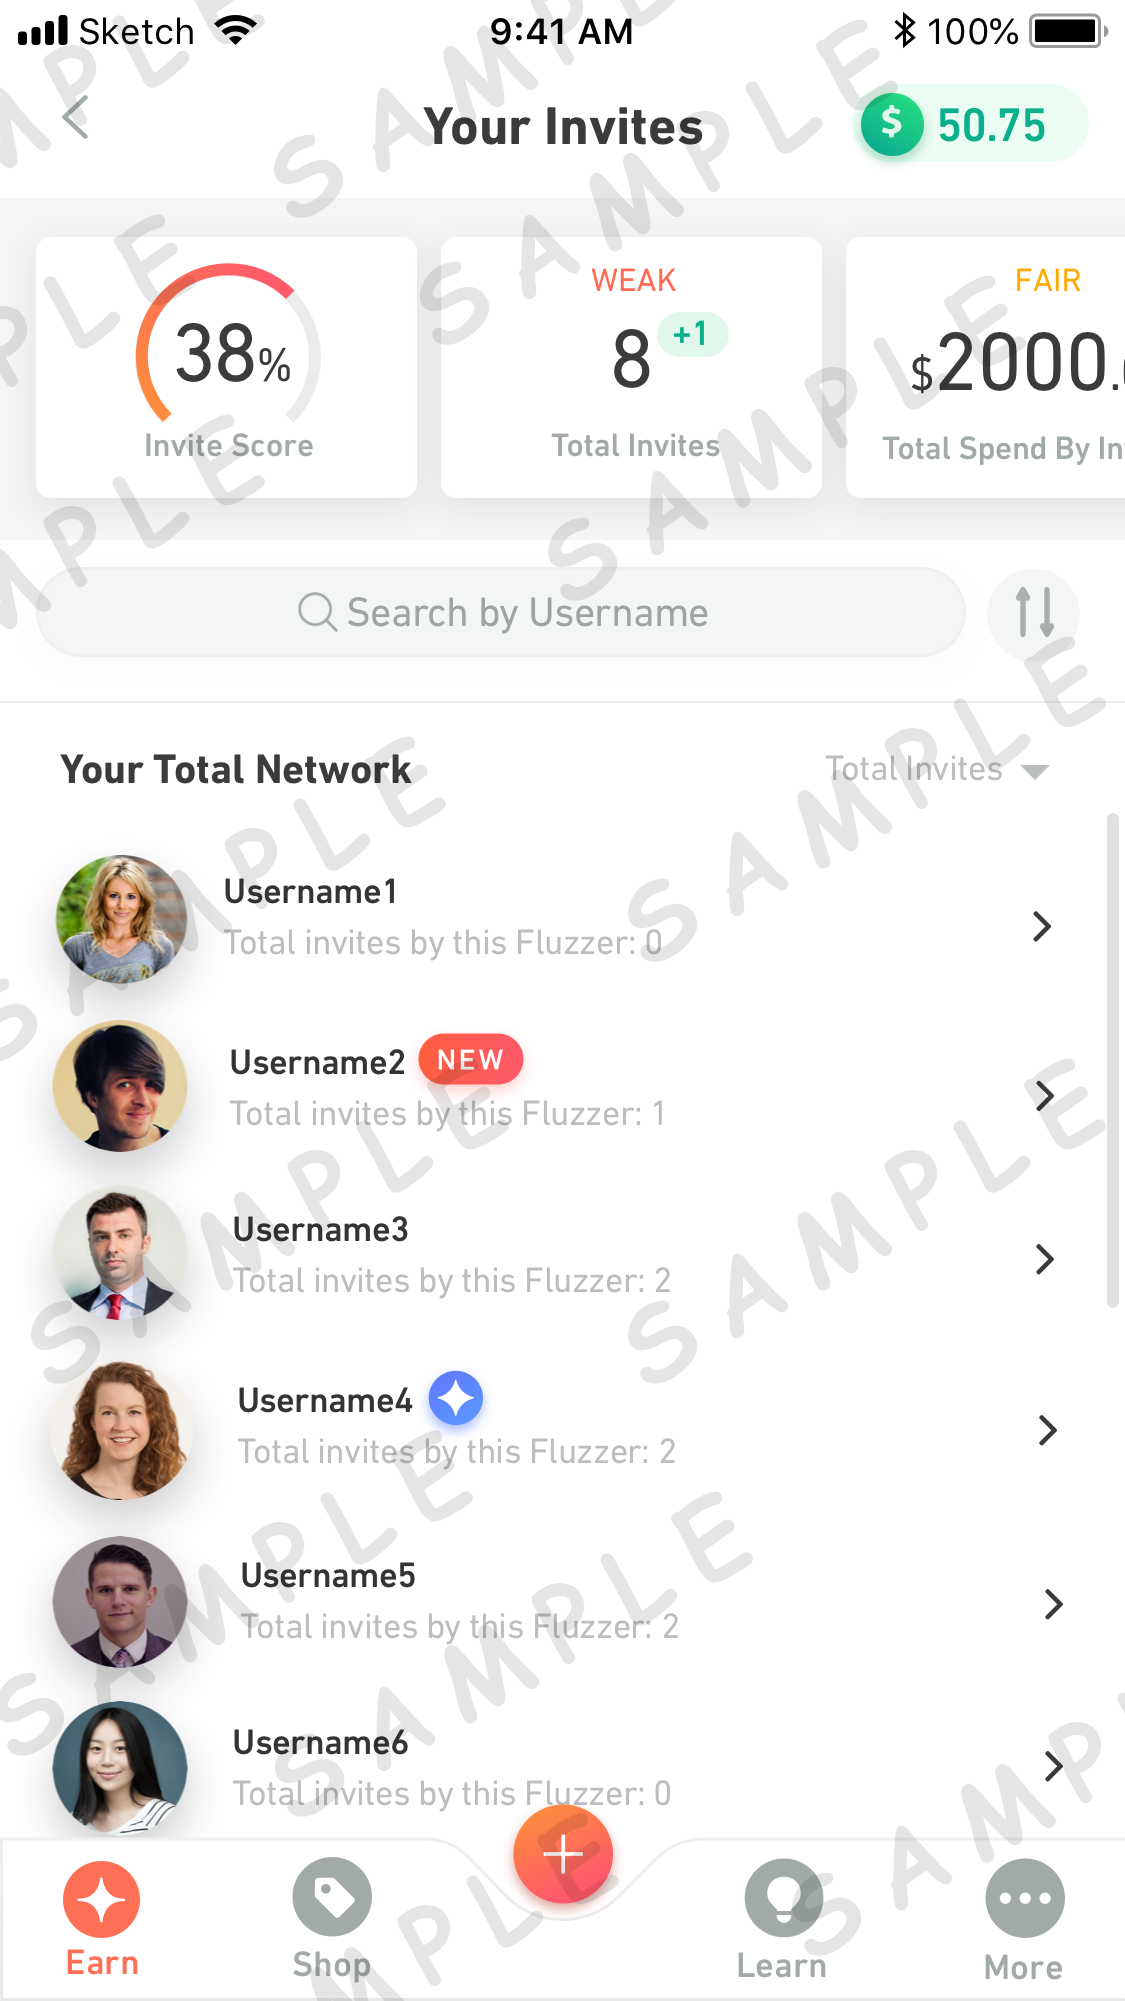 Sketch 9:41 AM 100%
Your Invites $ 50.75
WEAK FAIR
38% 8 +1 $2000.
Invite Score Total Invites Total Spend By In
Search by Username
Your Total Network Total Invites
Username1
Total invites by this Fluzzer: 0
Username2 NEW
Total invites by this Fluzzer: 1
Username3
Total invites by this Fluzzer: 2
Username4
Total invites by this Fluzzer: 2
Username5
Total invites by this Fluzzer: 2
Username6
Total invites by this Fluzzer: 0
Earn Shop Learn More
SAMPLE
SAMPLE
SAMPLE
SAMPLE
SAMPLE
SAMPLE
SAMPLE
SAMPLE
SAMPLE
SAMPLE